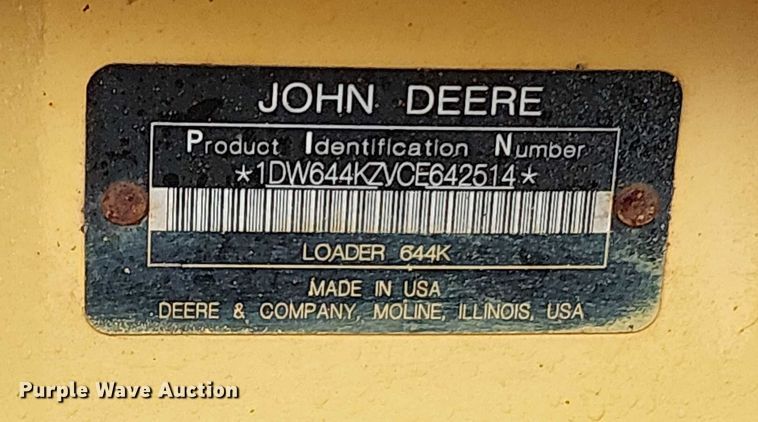 JOHN DEERE
Product Identification Number
*1DW644KZVCE642514*
LOADER 644K
MADE IN USA
DEERE & COMPANY, MOLINE, ILLINOIS, USA
Purple Wave Auction